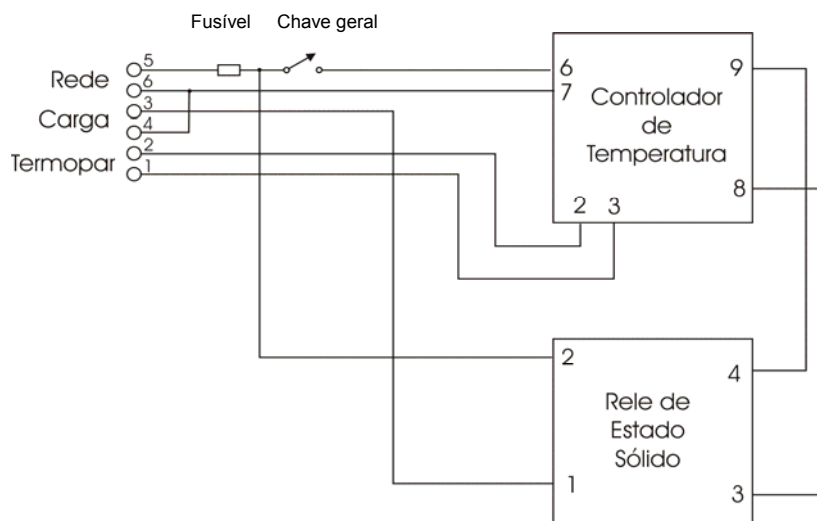 Fusível Chave geral
Rede
Carga
Termopar
5
6
3
4
2
1
6
7
9
8
2 3
Controlador
de
Temperatura
2
1
4
3
Rele de
Estado
Sólido